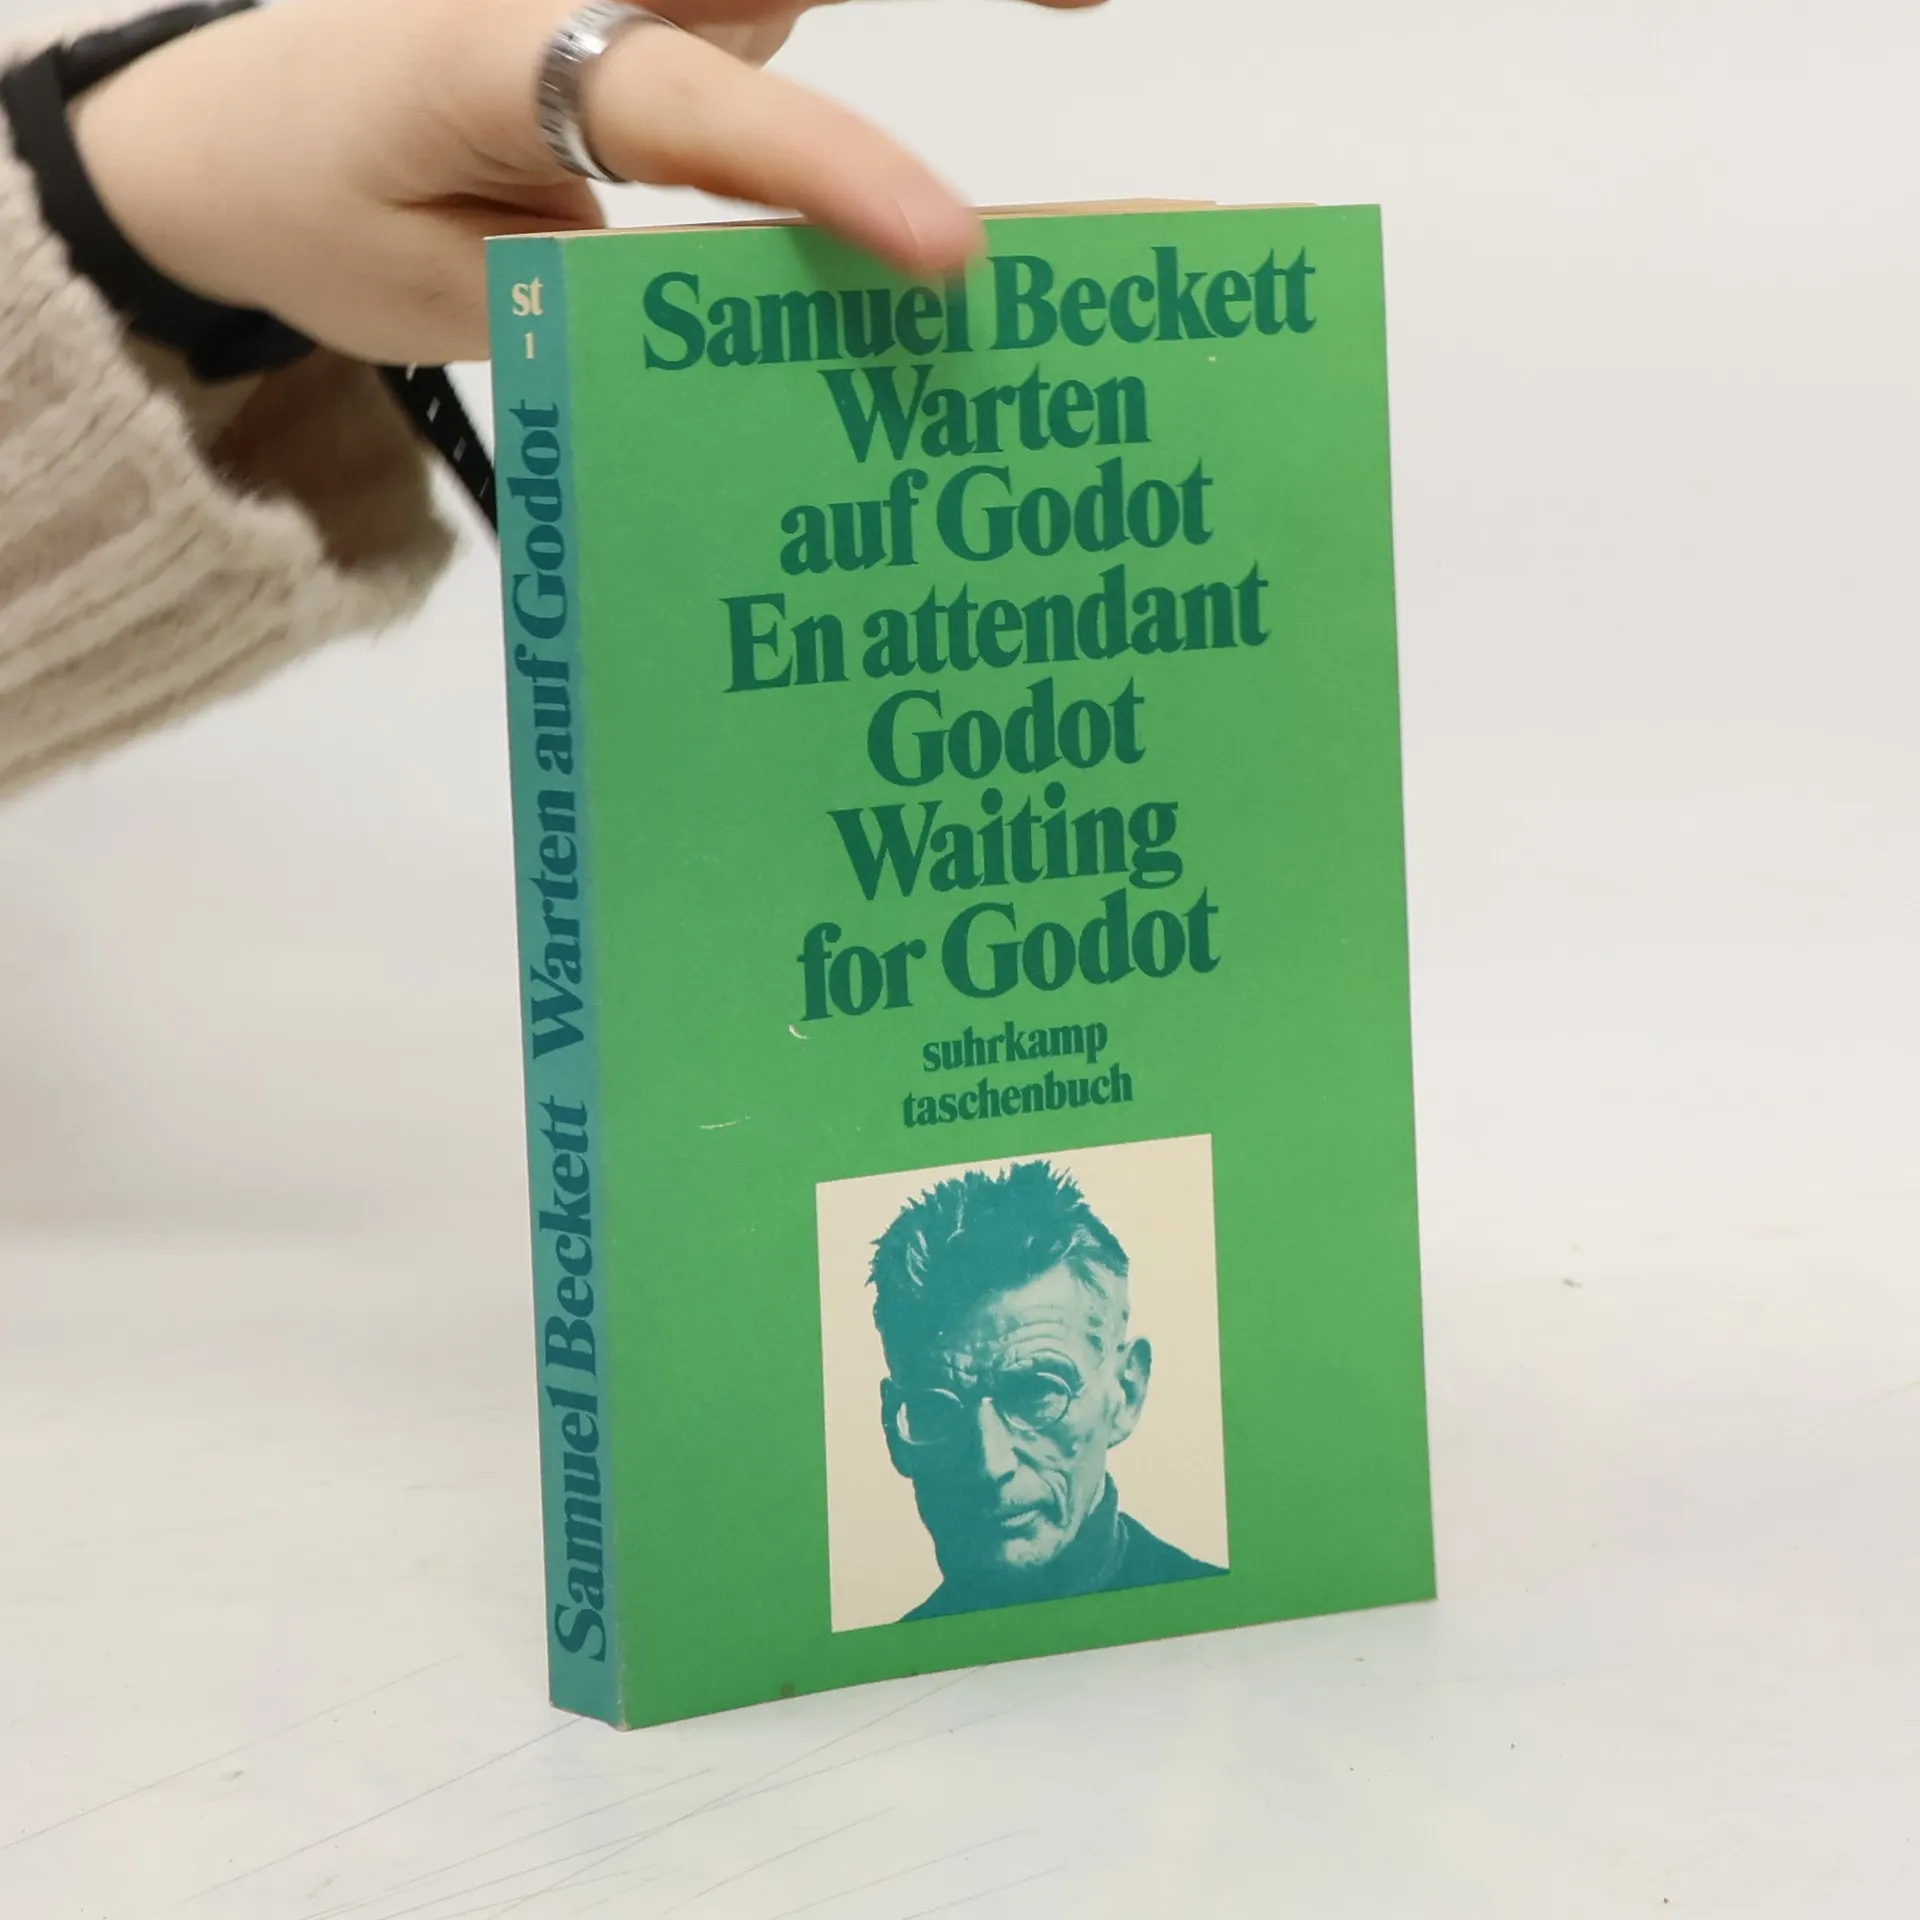 st
1
Samuel Beckett Warten auf Godot
Samuel Beckett
Warten
auf Godot
En attendant
Godot
Waiting
for Godot
suhrkamp
taschenbuch